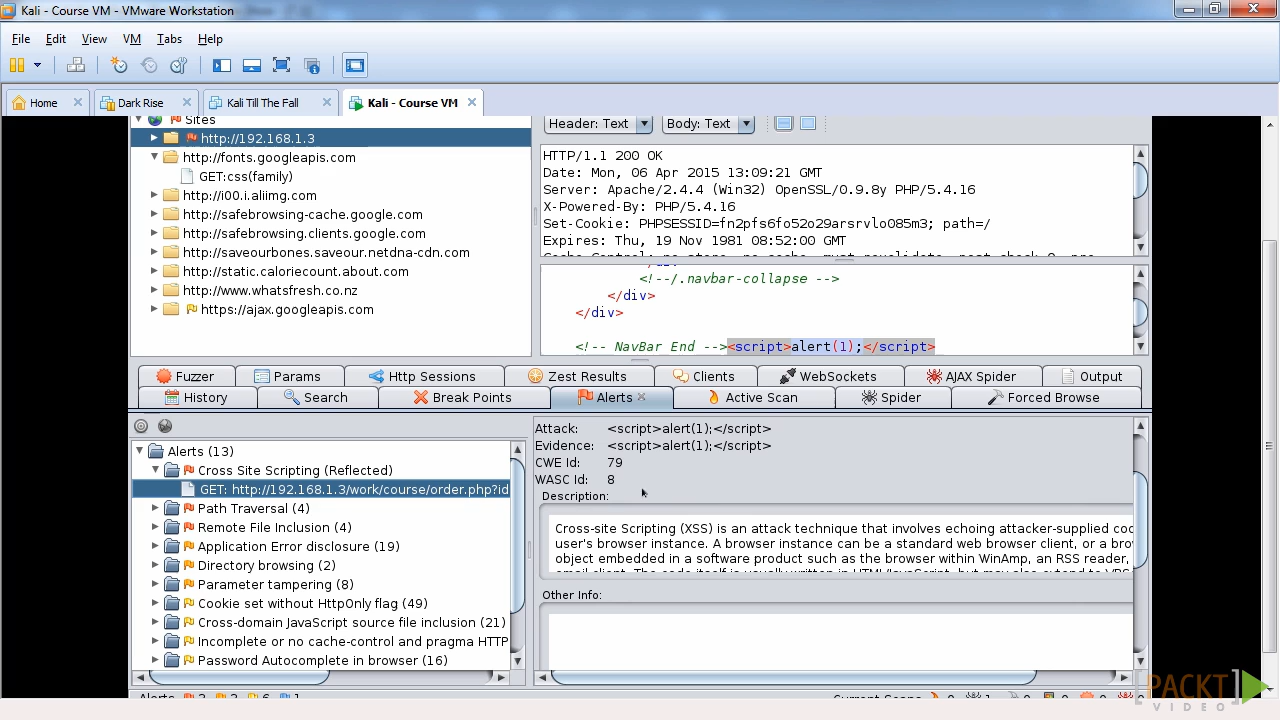 Kali - Course VM - VMware Workstation
File Edit View VM Tabs Help
Home Dark Rise Kali Till The Fall Kali - Course VM
Sites
http://192.168.1.3
http://fonts.googleapis.com
GET:css(family)
http://i00.i.aliimg.com
http://safebrowsing-cache.google.com
http://safebrowsing.clients.google.com
http://saveourbones.saveour.netdna-cdn.com
http://static.caloriecount.about.com
http://www.whatsfresh.co.nz
https://ajax.googleapis.com
Header: Text Body: Text
HTTP/1.1 200 OK
Date: Mon, 06 Apr 2015 13:09:21 GMT
Server: Apache/2.4.4 (Win32) OpenSSL/0.9.8y PHP/5.4.16
X-Powered-By: PHP/5.4.16
Set-Cookie: PHPSESSID=fn2pfs6fo52o29arsrvlo085m3; path=/
Expires: Thu, 19 Nov 1981 08:52:00 GMT
<!--/.navbar-collapse -->
</div>
</div>
<!-- NavBar End --><script>alert(1);</script>
Fuzzer Params Http Sessions Zest Results Clients WebSockets AJAX Spider Output
History Search Break Points Alerts Active Scan Spider Forced Browse
Alerts (13)
Cross Site Scripting (Reflected)
GET: http://192.168.1.3/work/course/order.php?id
Path Traversal (4)
Remote File Inclusion (4)
Application Error disclosure (19)
Directory browsing (2)
Parameter tampering (8)
Cookie set without HttpOnly flag (49)
Cross-domain JavaScript source file inclusion (21)
Incomplete or no cache-control and pragma HTTP
Password Autocomplete in browser (16)
Attack: <script>alert(1);</script>
Evidence: <script>alert(1);</script>
CWE Id: 79
WASC Id: 8
Description:
Cross-site Scripting (XSS) is an attack technique that involves echoing attacker-supplied coc
user's browser instance. A browser instance can be a standard web browser client, or a brov
object embedded in a software product such as the browser within WinAmp, an RSS reader,
Other Info:
PACKT
VIDEO